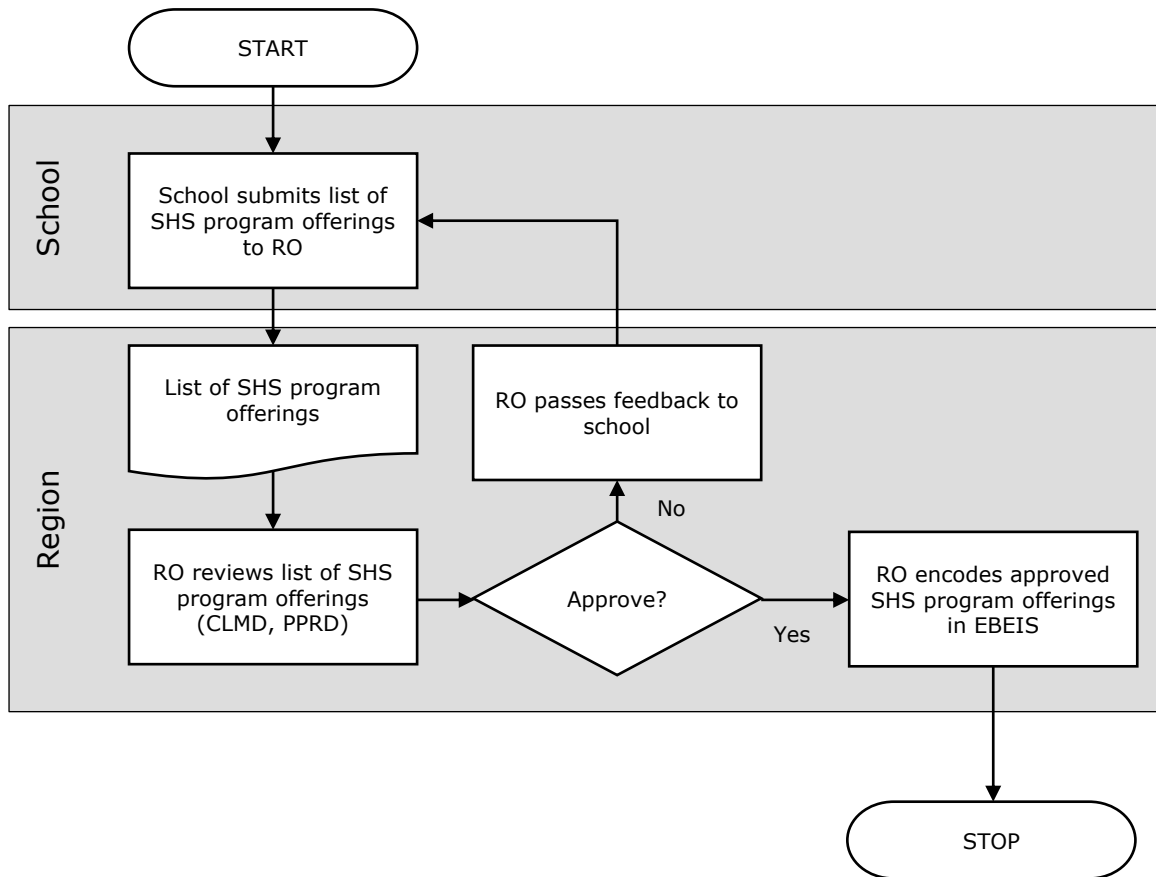 START
School
School submits list of
SHS program offerings
to RO
Region
List of SHS program
offerings
RO passes feedback to
school
No
RO reviews list of SHS
program offerings
(CLMD, PPRD)
Approve?
Yes
RO encodes approved
SHS program offerings
in EBEIS
STOP